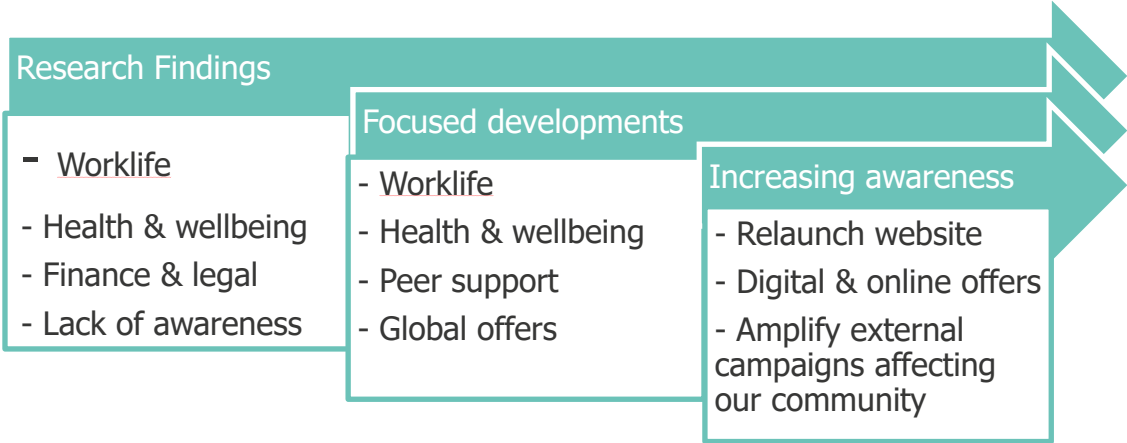 Research Findings
- Worklife
- Health & wellbeing
- Finance & legal
- Lack of awareness
Focused developments
- Worklife
- Health & wellbeing
- Peer support
- Global offers
Increasing awareness
- Relaunch website
- Digital & online offers
- Amplify external
campaigns affecting
our community